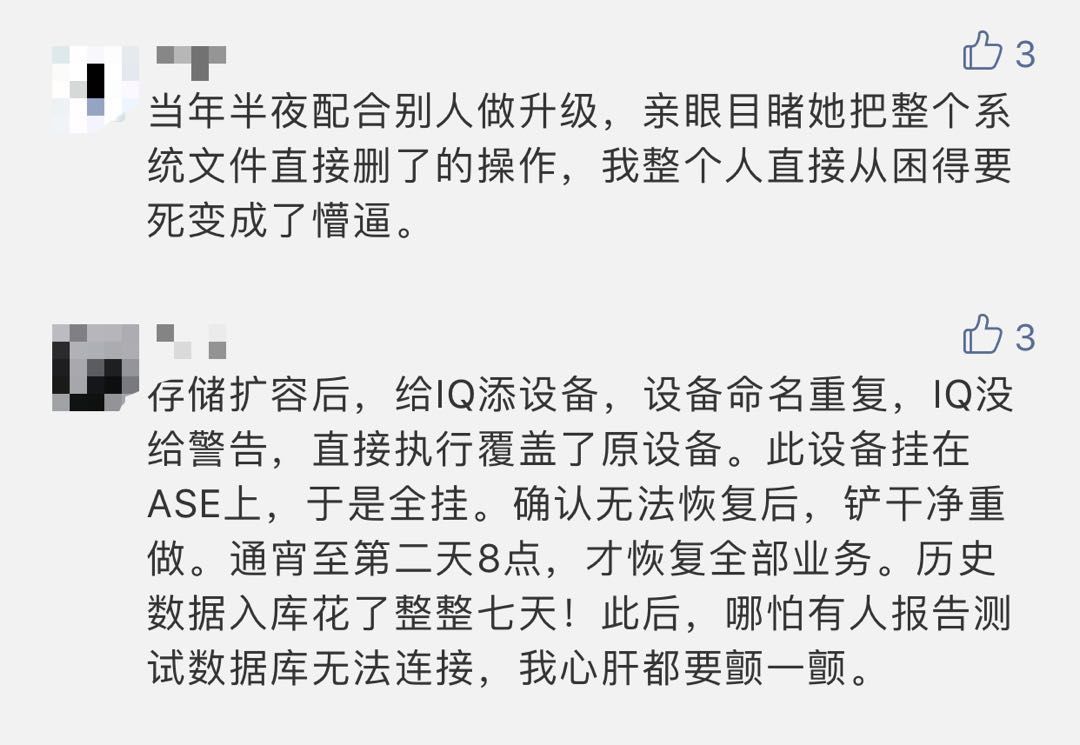 3
当年半夜配合别人做升级，亲眼目睹她把整个系
统文件直接删了的操作，我整个人直接从困得要
死变成了懵逼。
3
存储扩容后，给IQ添设备，设备命名重复，IQ没
给警告，直接执行覆盖了原设备。此设备挂在
ASE上，于是全挂。确认无法恢复后，铲干净重
做。通宵至第二天8点，才恢复全部业务。历史
数据入库花了整整七天！此后，哪怕有人报告测
试数据库无法连接，我心肝都要颤一颤。